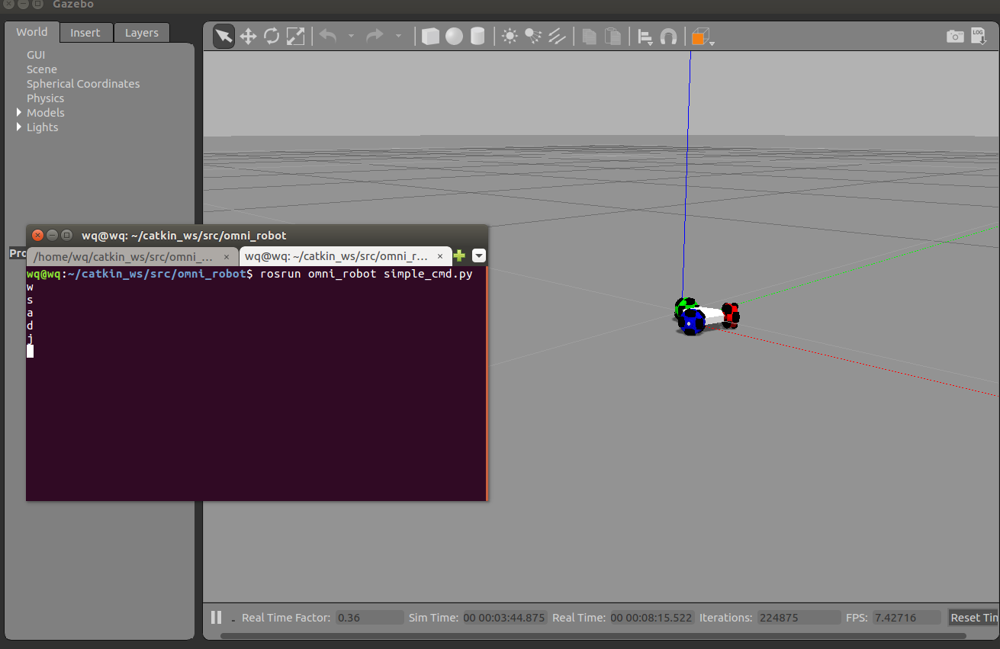 Gazebo
World Insert Layers
GUI
Scene
Spherical Coordinates
Physics
Models
Lights
LOG
wq@wq: ~/catkin_ws/src/omni_robot
Pro
/home/wq/catkin_ws/src/omni_... × wq@wq: ~/catkin_ws/src/omni_r... ×
wq@wq:~/catkin_ws/src/omni_robot$ rosrun omni_robot simple_cmd.py
w
s
a
d
j
Real Time Factor: 0.36 Sim Time: 00 00:03:44.875 Real Time: 00 00:08:15.522 Iterations: 224875 FPS: 7.42716 Reset Tim